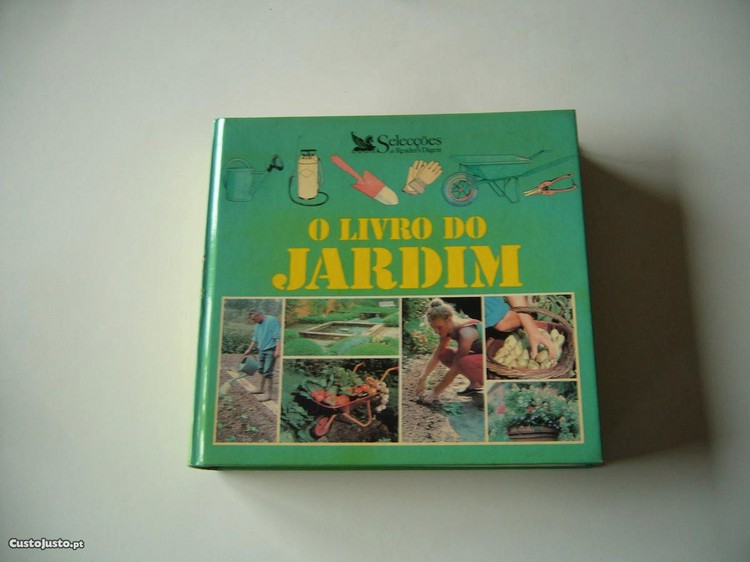 Selecções
do Reader's Digest
O LIVRO DO
JARDIM
CustoJusto.pt